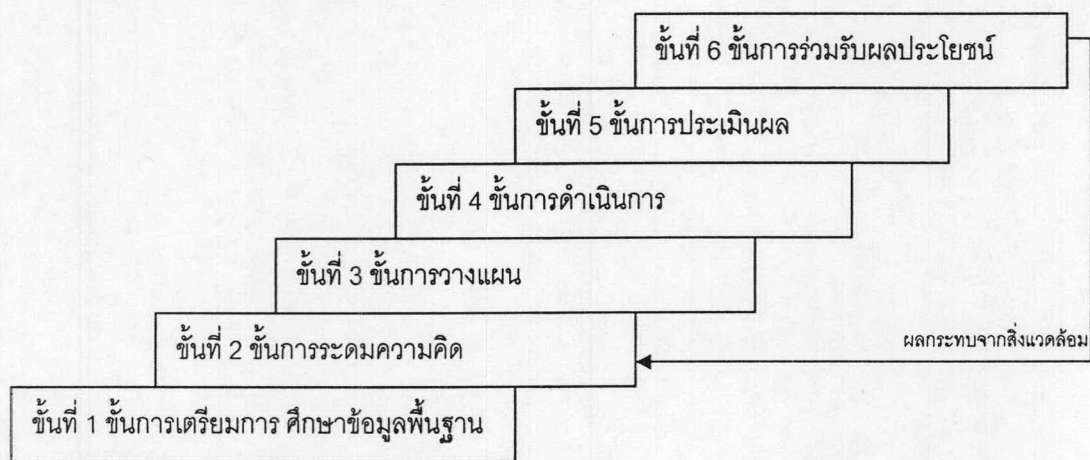 ขั้นที่ 6 ขั้นการร่วมรับผลประโยชน์
ขั้นที่ 5 ขั้นการประเมินผล
ขั้นที่ 4 ขั้นการดำเนินการ
ขั้นที่ 3 ขั้นการวางแผน
ขั้นที่ 2 ขั้นการระดมความคิด
ผลกระทบจากสิ่งแวดล้อม
ขั้นที่ 1 ขั้นการเตรียมการ ศึกษาข้อมูลพื้นฐาน